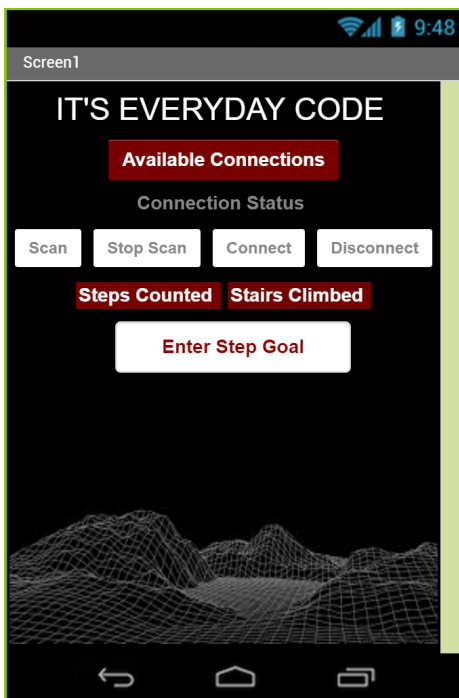 9:48
Screen1
IT'S EVERYDAY CODE
Available Connections
Connection Status
Scan Stop Scan Connect Disconnect
Steps Counted Stairs Climbed
Enter Step Goal